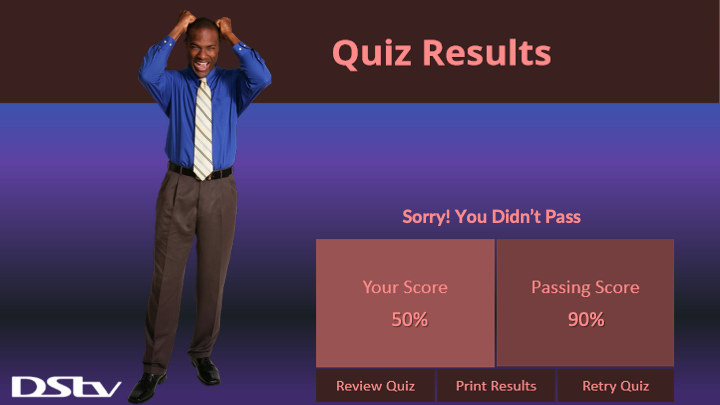 Quiz Results
Sorry! You Didn't Pass
Your Score
50%
Passing Score
90%
Review Quiz
Print Results
Retry Quiz
DStv